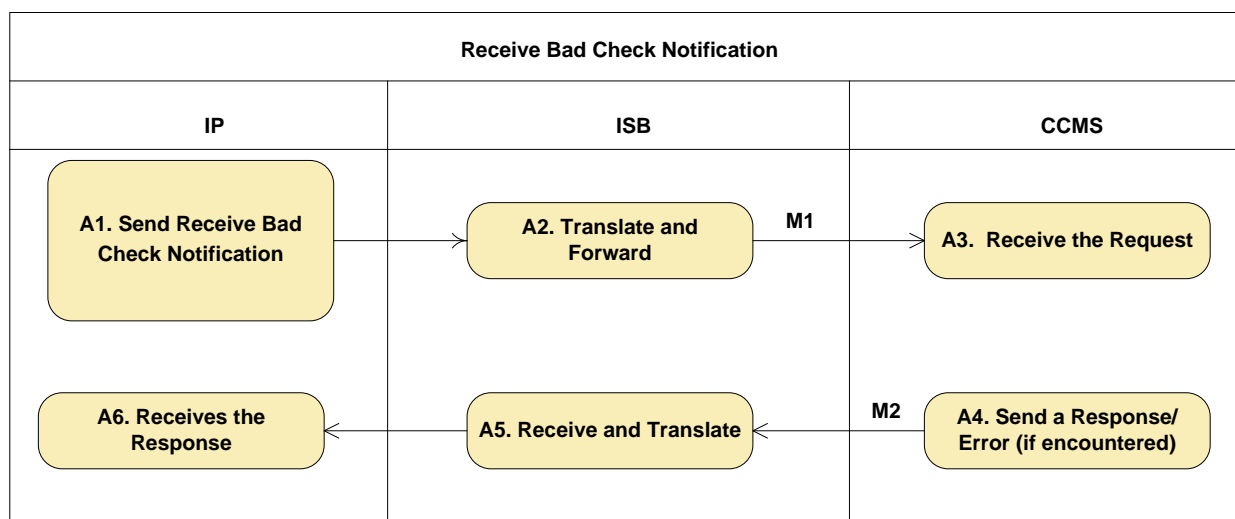 Receive Bad Check Notification
IP
ISB
CCMS
A1. Send Receive Bad
Check Notification
A2. Translate and
Forward
M1
A3.  Receive the Request
A6. Receives the
Response
A5. Receive and Translate
M2
A4. Send a Response/
Error (if encountered)